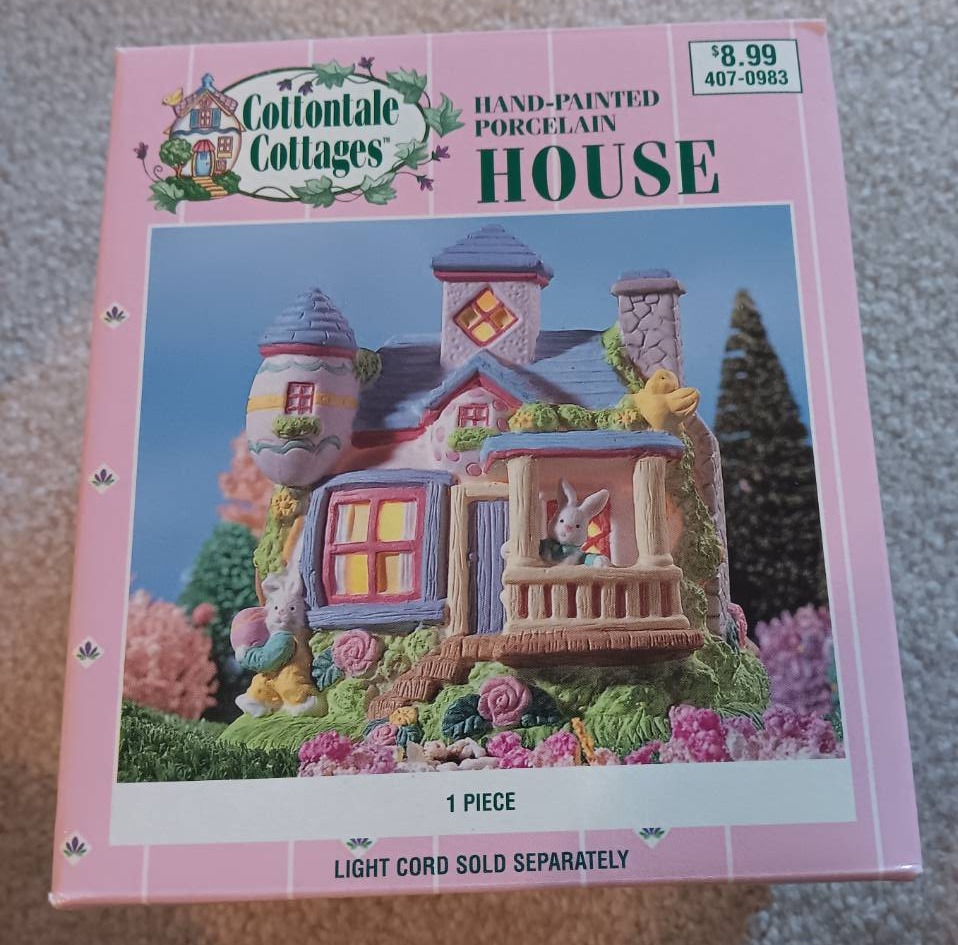 Cottontale
Cottages™
HAND-PAINTED
PORCELAIN
HOUSE
$8.99
407-0983
1 PIECE
LIGHT CORD SOLD SEPARATELY